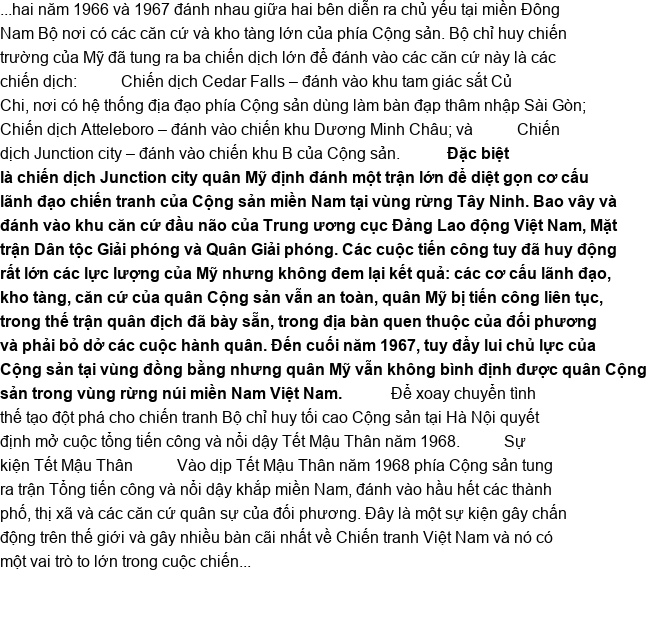 ...hai năm 1966 và 1967 đánh nhau giữa hai bên diễn ra chủ yếu tại miền Đông
Nam Bộ nơi có các căn cứ và kho tàng lớn của phía Cộng sản. Bộ chỉ huy chiến
trường của Mỹ đã tung ra ba chiến dịch lớn để đánh vào các căn cứ này là các
chiến dịch: Chiến dịch Cedar Falls – đánh vào khu tam giác sắt Củ
Chi, nơi có hệ thống địa đạo phía Cộng sản dùng làm bàn đạp thâm nhập Sài Gòn;
Chiến dịch Atteleboro – đánh vào chiến khu Dương Minh Châu; và Chiến
dịch Junction city – đánh vào chiến khu B của Cộng sản. Đặc biệt
là chiến dịch Junction city quân Mỹ định đánh một trận lớn để diệt gọn cơ cấu
lãnh đạo chiến tranh của Cộng sản miền Nam tại vùng rừng Tây Ninh. Bao vây và
đánh vào khu căn cứ đầu não của Trung ương cục Đảng Lao động Việt Nam, Mặt
trận Dân tộc Giải phóng và Quân Giải phóng. Các cuộc tiến công tuy đã huy động
rất lớn các lực lượng của Mỹ nhưng không đem lại kết quả: các cơ cấu lãnh đạo,
kho tàng, căn cứ của quân Cộng sản vẫn an toàn, quân Mỹ bị tiến công liên tục,
trong thế trận quân địch đã bày sẵn, trong địa bàn quen thuộc của đối phương
và phải bỏ dở các cuộc hành quân. Đến cuối năm 1967, tuy đẩy lui chủ lực của
Cộng sản tại vùng đồng bằng nhưng quân Mỹ vẫn không bình định được quân Cộng
sản trong vùng rừng núi miền Nam Việt Nam. Để xoay chuyển tình
thế tạo đột phá cho chiến tranh Bộ chỉ huy tối cao Cộng sản tại Hà Nội quyết
định mở cuộc tổng tiến công và nổi dậy Tết Mậu Thân năm 1968. Sự
kiện Tết Mậu Thân Vào dịp Tết Mậu Thân năm 1968 phía Cộng sản tung
ra trận Tổng tiến công và nổi dậy khắp miền Nam, đánh vào hầu hết các thành
phố, thị xã và các căn cứ quân sự của đối phương. Đây là một sự kiện gây chấn
động trên thế giới và gây nhiều bàn cãi nhất về Chiến tranh Việt Nam và nó có
một vai trò to lớn trong cuộc chiến...